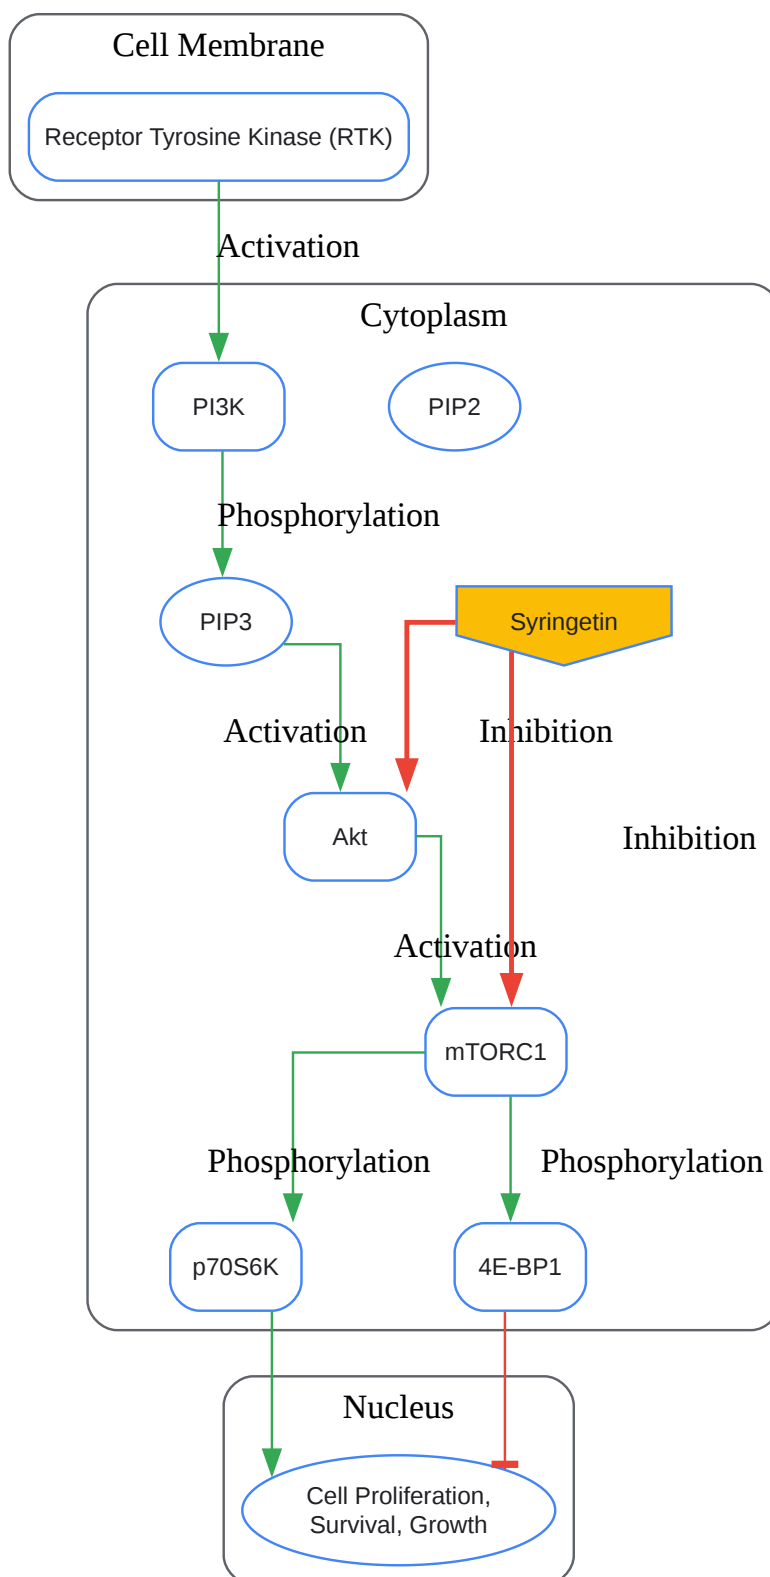 Cell Membrane
Receptor Tyrosine Kinase (RTK)
Activation
Cytoplasm
PI3K
PIP2
Phosphorylation
PIP3
Syringetin
Activation
Inhibition
Akt
Inhibition
Activation
mTORC1
Phosphorylation
Phosphorylation
p70S6K
4E-BP1
Nucleus
Cell Proliferation,
Survival, Growth